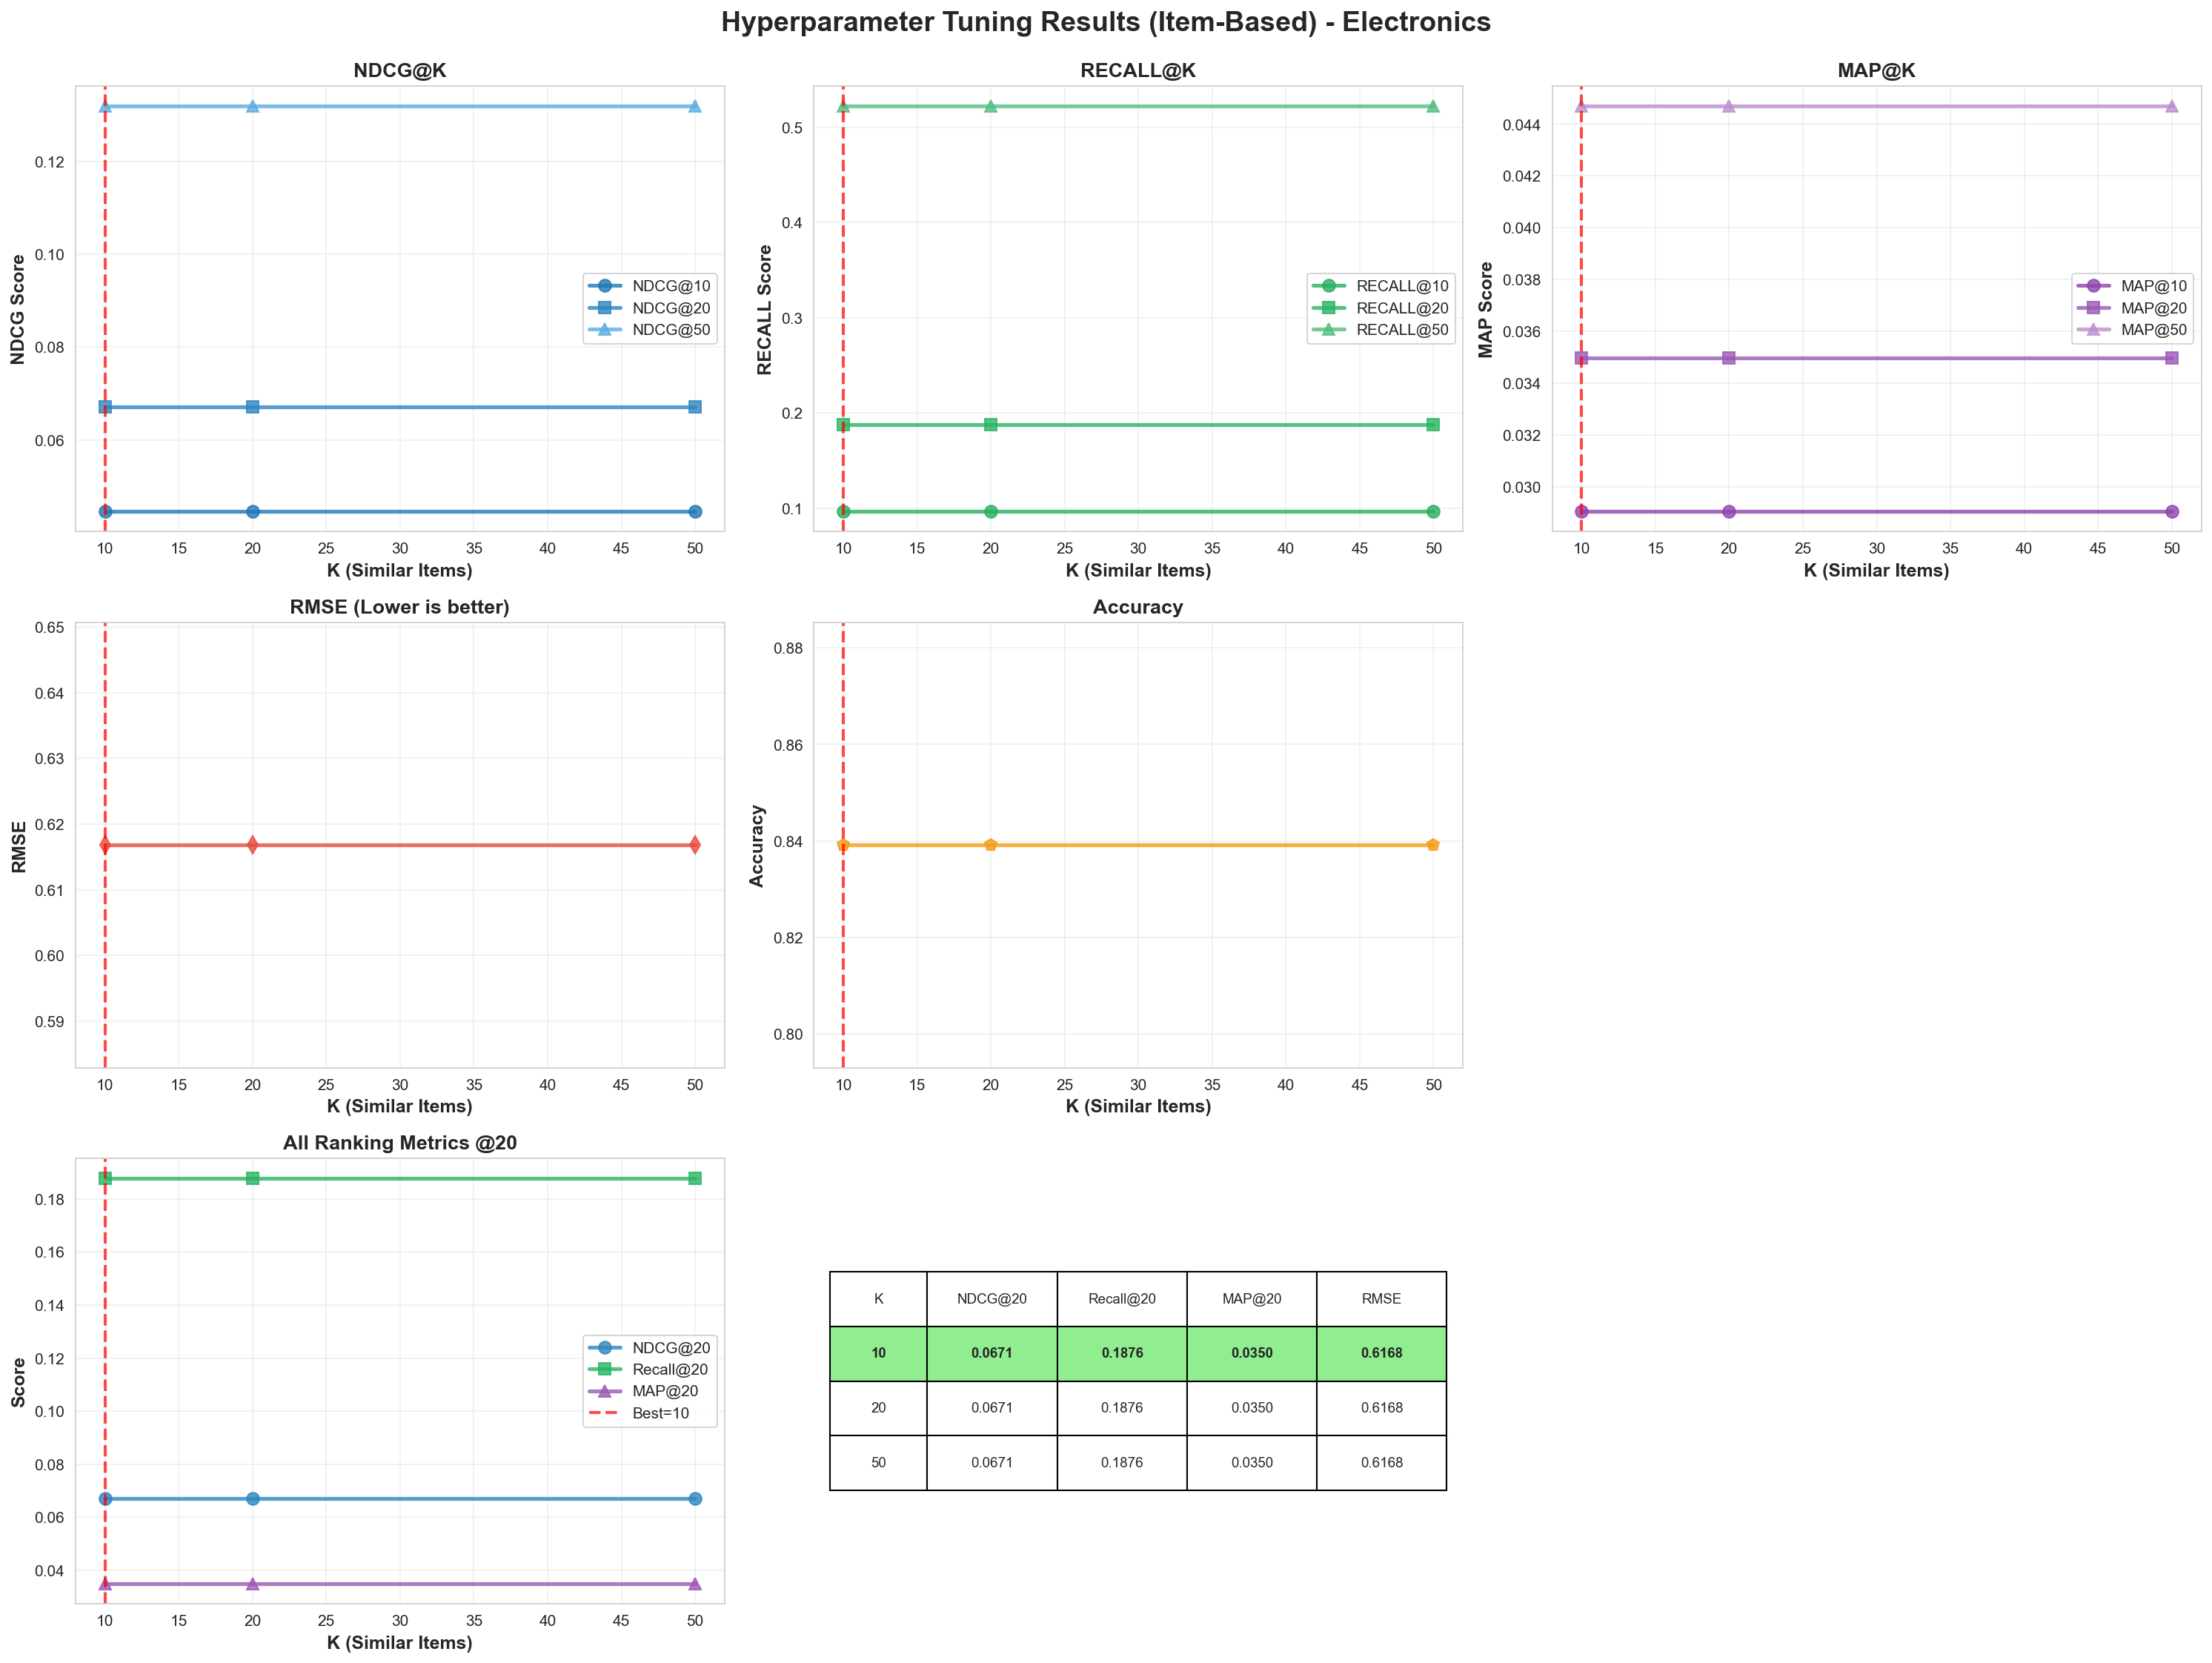 Hyperparameter Tuning Results (Item-Based) - Electronics
NDCG@K
NDCG Score
0.12
0.10
0.08
0.06
NDCG@10
NDCG@20
NDCG@50
10 15 20 25 30 35 40 45 50
K (Similar Items)
RECALL@K
RECALL Score
0.5
0.4
0.3
0.2
0.1
RECALL@10
RECALL@20
RECALL@50
10 15 20 25 30 35 40 45 50
K (Similar Items)
MAP@K
MAP Score
0.044
0.042
0.040
0.038
0.036
0.034
0.032
0.030
MAP@10
MAP@20
MAP@50
10 15 20 25 30 35 40 45 50
K (Similar Items)
RMSE (Lower is better)
RMSE
0.65
0.64
0.63
0.62
0.61
0.60
0.59
10 15 20 25 30 35 40 45 50
K (Similar Items)
Accuracy
Accuracy
0.88
0.86
0.84
0.82
0.80
10 15 20 25 30 35 40 45 50
K (Similar Items)
All Ranking Metrics @20
Score
0.18
0.16
0.14
0.12
0.10
0.08
0.06
0.04
NDCG@20
Recall@20
MAP@20
Best=10
10 15 20 25 30 35 40 45 50
K (Similar Items)
K NDCG@20 Recall@20 MAP@20 RMSE
10 0.0671 0.1876 0.0350 0.6168
20 0.0671 0.1876 0.0350 0.6168
50 0.0671 0.1876 0.0350 0.6168